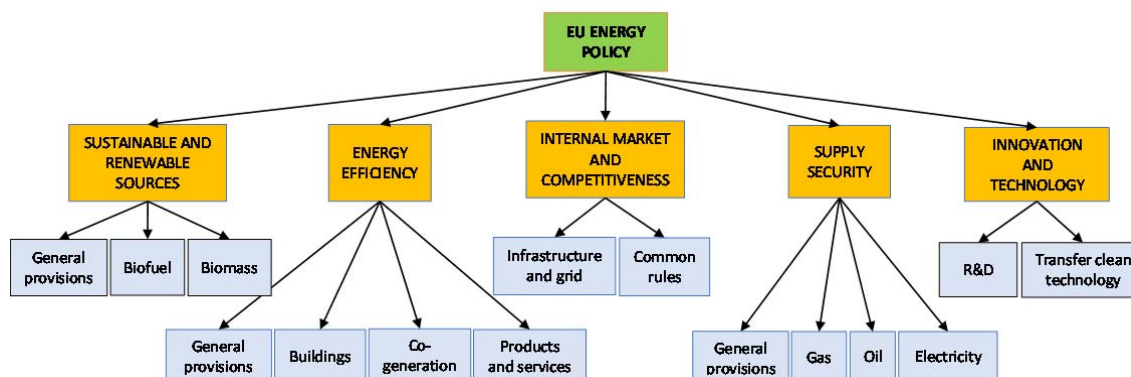 EU ENERGY
POLICY
SUSTAINABLE AND
RENEWABLE
SOURCES
ENERGY
EFFICIENCY
INTERNAL MARKET
AND
COMPETITIVENESS
SUPPLY
SECURITY
INNOVATION
AND
TECHNOLOGY
General
provisions
Biofuel
Biomass
Infrastructure
and grid
Common
rules
R&D
Transfer clean
technology
General
provisions
Buildings
Co-
generation
Products
and services
General
provisions
Gas
Oil
Electricity